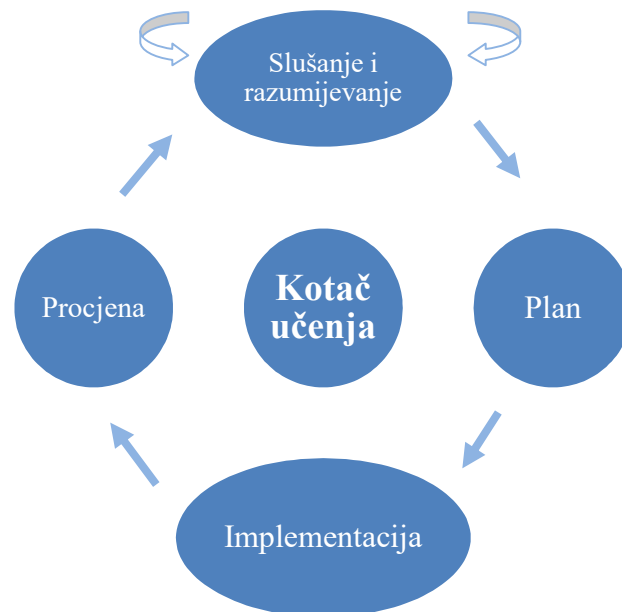 Slušanje i
razumijevanje
Procjena
Kotač
učenja
Plan
Implementacija